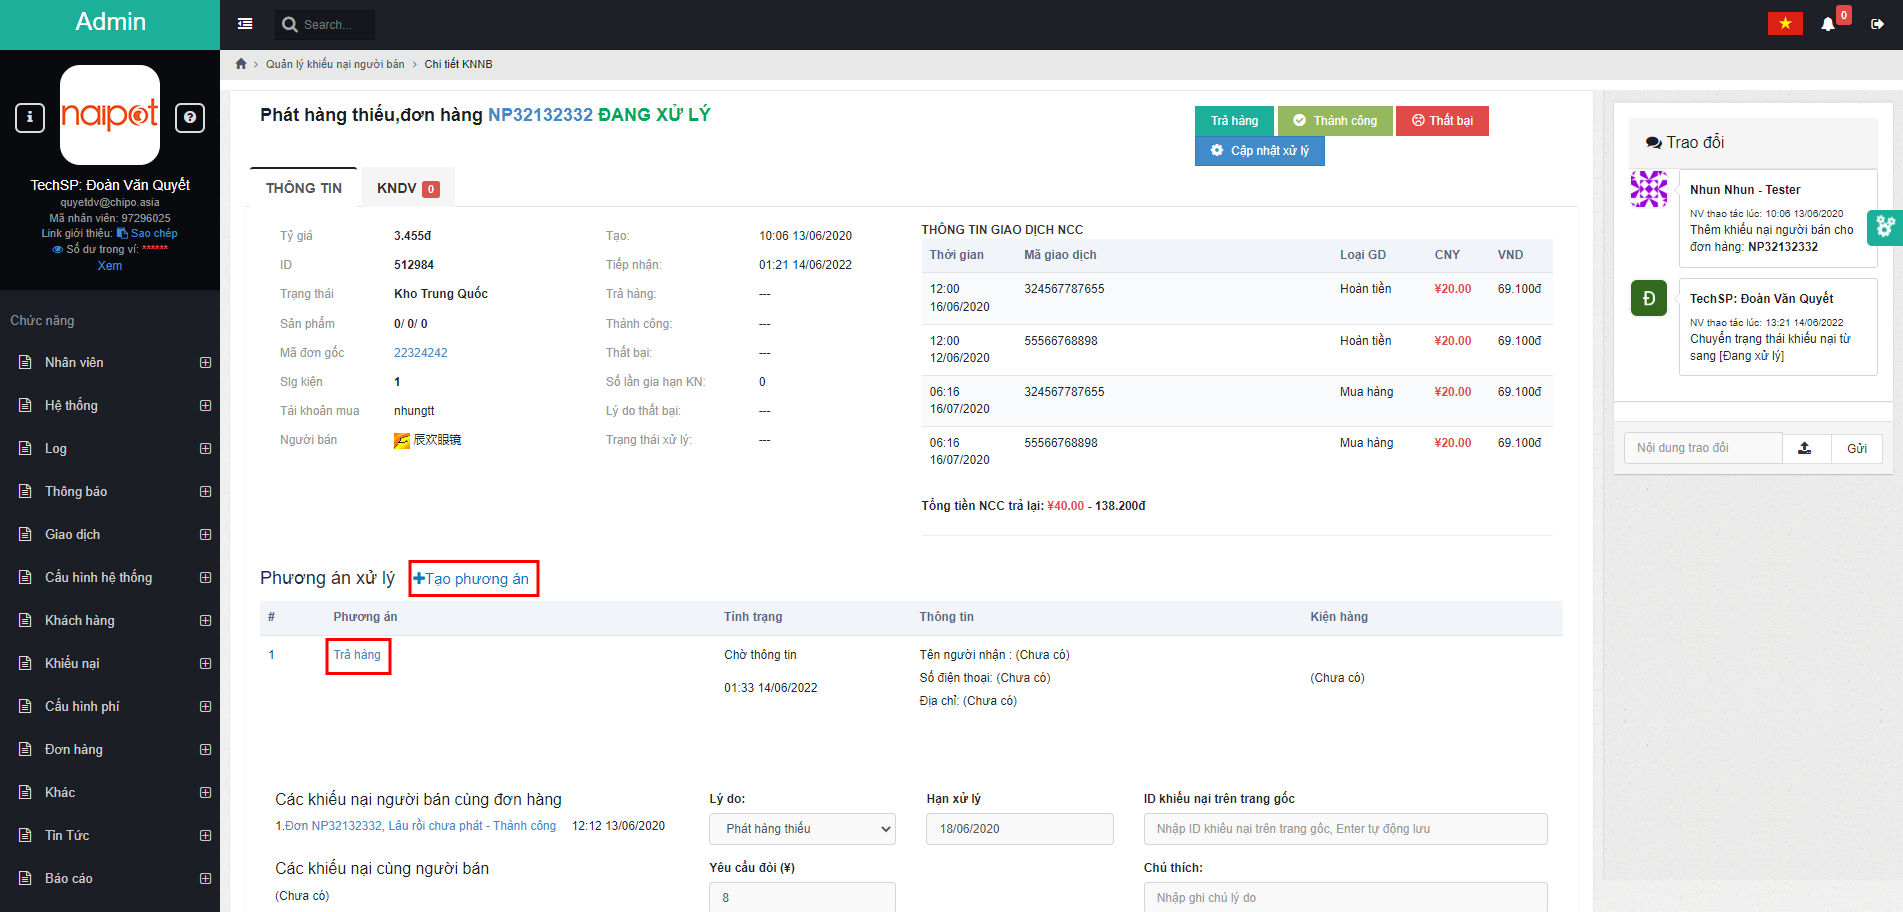 Admin
Search...
0
naipot
TechSP: Đoàn Văn Quyết
quyetdv@chipo.asia
Mã nhân viên: 97296025
Link giới thiệu: Sao chép
Số dư trong ví: ******
Xem
Chức năng
Nhân viên
Hệ thống
Log
Thông báo
Giao dịch
Cấu hình hệ thống
Khách hàng
Khiếu nại
Cấu hình phí
Đơn hàng
Khác
Tin Tức
Báo cáo
Quản lý khiếu nại người bán > Chi tiết KNNB
Phát hàng thiếu,đơn hàng NP32132332 ĐANG XỬ LÝ
Trả hàng
Thành công
Thất bại
Cập nhật xử lý
THÔNG TIN
KNDV 0
Tỷ giá 3.455đ
ID 512984
Trạng thái Kho Trung Quốc
Sản phẩm 0/ 0/ 0
Mã đơn gốc 22324242
Slg kiện 1
Tài khoản mua nhungtt
Người bán 辰欢眼镜
Tạo: 10:06 13/06/2020
Tiếp nhận: 01:21 14/06/2022
Trả hàng: ---
Thành công: ---
Thất bại: ---
Số lần gia hạn KN: 0
Lý do thất bại: ---
Trạng thái xử lý: ---
THÔNG TIN GIAO DỊCH NCC
Thời gian Mã giao dịch Loại GD CNY VND
12:00 324567787655 Hoàn tiền ¥20.00 69.100đ
16/06/2020
12:00 55566768898 Hoàn tiền ¥20.00 69.100đ
12/06/2020
06:16 324567787655 Mua hàng ¥20.00 69.100đ
16/07/2020
06:16 55566768898 Mua hàng ¥20.00 69.100đ
16/07/2020
Tổng tiền NCC trả lại: ¥40.00 - 138.200đ
Phương án xử lý +Tạo phương án
# Phương án Tình trạng Thông tin Kiện hàng
1 Trả hàng
Chờ thông tin
01:33 14/06/2022
Tên người nhận : (Chưa có)
Số điện thoại: (Chưa có)
Địa chỉ: (Chưa có)
(Chưa có)
Các khiếu nại người bán cùng đơn hàng
1.Đơn NP32132332, Lâu rồi chưa phát - Thành công 12:12 13/06/2020
Các khiếu nại cùng người bán
(Chưa có)
Lý do:
Phát hàng thiếu
Yêu cầu đòi (¥)
8
Hạn xử lý
18/06/2020
ID khiếu nại trên trang gốc
Nhập ID khiếu nại trên trang gốc, Enter tự động lưu
Chú thích:
Nhập ghi chú lý do
Trao đổi
Nhun Nhun - Tester
NV thao tác lúc: 10:06 13/06/2020
Thêm khiếu nại người bán cho
đơn hàng: NP32132332
Đ
TechSP: Đoàn Văn Quyết
NV thao tác lúc: 13:21 14/06/2022
Chuyển trạng thái khiếu nại từ
sang [Đang xử lý]
Nội dung trao đổi
Gửi